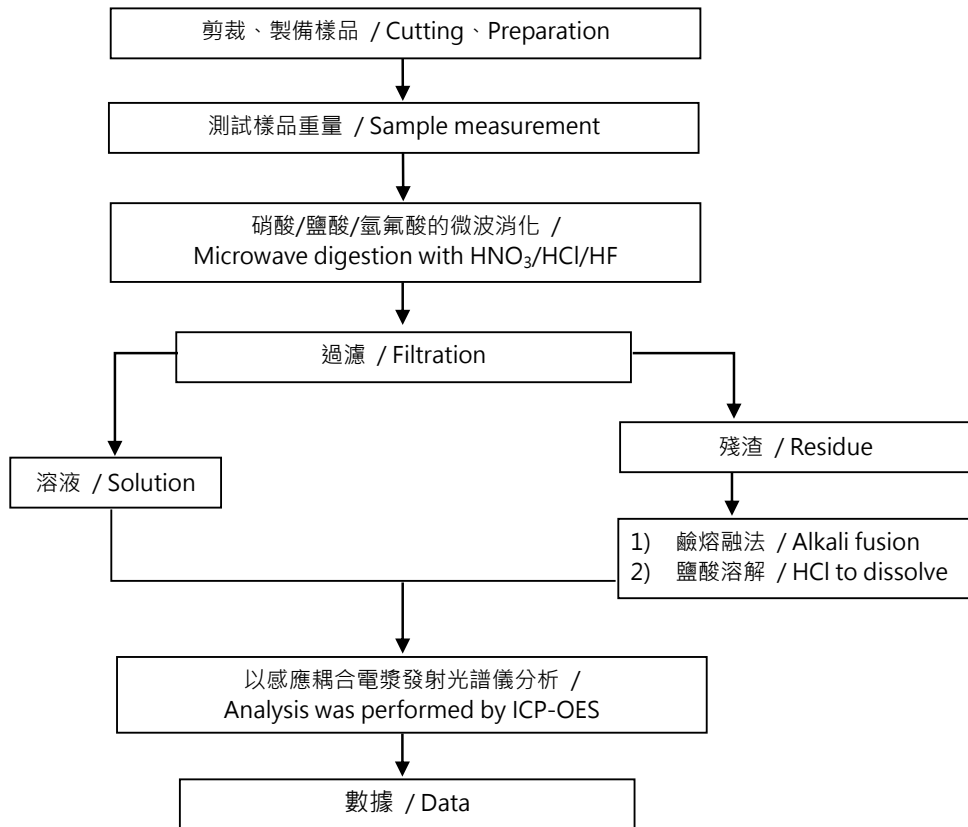 剪裁、製備樣品 / Cutting、Preparation
測試樣品重量 / Sample measurement
硝酸/鹽酸/氫氟酸的微波消化 /
Microwave digestion with HNO₃/HCl/HF
過濾 / Filtration
溶液 / Solution
殘渣 / Residue
1) 鹼熔融法 / Alkali fusion
2) 鹽酸溶解 / HCl to dissolve
以感應耦合電漿發射光譜儀分析 /
Analysis was performed by ICP-OES
數據 / Data